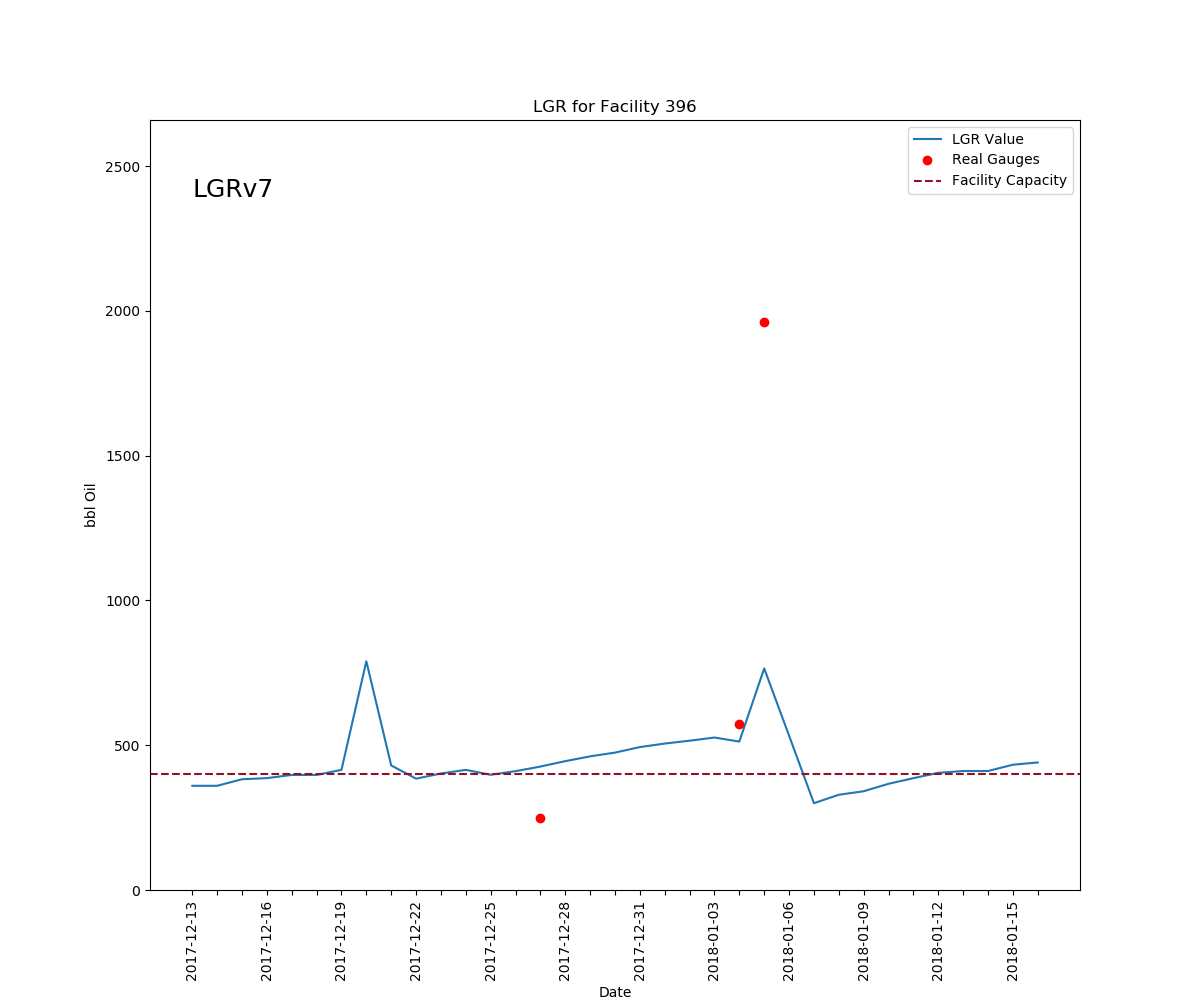 LGR for Facility 396
LGRv7
LGR Value
Real Gauges
Facility Capacity
bbl Oil
2500
2000
1500
1000
500
0
2017-12-13
2017-12-16
2017-12-19
2017-12-22
2017-12-25
2017-12-28
2017-12-31
2018-01-03
2018-01-06
2018-01-09
2018-01-12
2018-01-15
Date